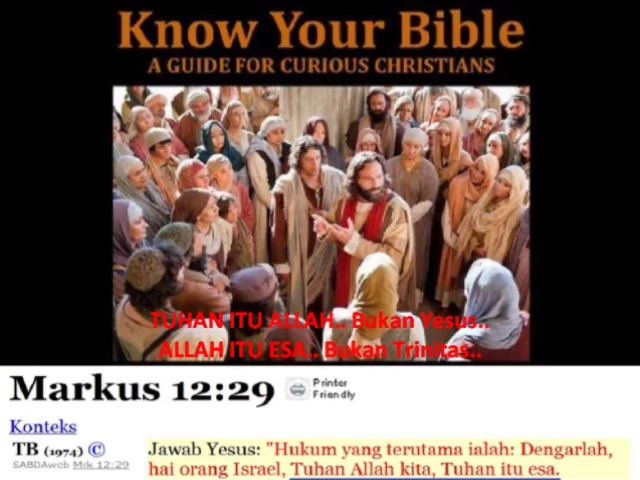 Know Your Bible
A GUIDE FOR CURIOUS CHRISTIANS
TUHAN ITU ALLAH.. Bukan Yesus..
ALLAH ITU ESA.. Bukan Trinitas..
Markus 12:29 Printer Friendly
Konteks
TB (1974) © Jawab Yesus: "Hukum yang terutama ialah: Dengarlah,
SABDAweb Mrk 12:29 hai orang Israel, Tuhan Allah kita, Tuhan itu esa.